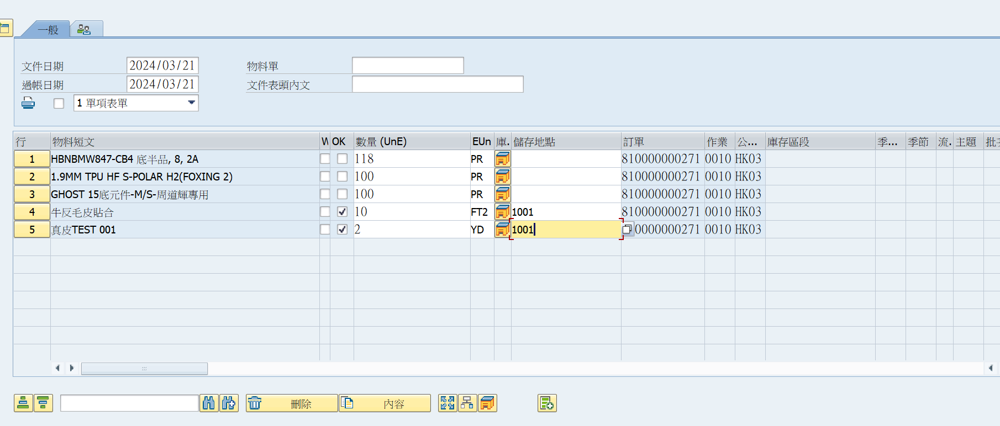 一般
文件日期 2024/03/21 物料單
過帳日期 2024/03/21 文件表頭內文
1 單項表單
行 物料短文 W OK 數量 (UnE) EUn 庫. 儲存地點 訂單 作業 公... 庫存區段 季... 季節 流. 主題
1 HBNBMW847-CB4 底半品, 8, 2A 118 PR 810000000271 0010 HK03
2 1.9MM TPU HF S-POLAR H2(FOXING 2) 100 PR 810000000271 0010 HK03
3 GHOST 15底元件-M/S-周道輝專用 100 PR 810000000271 0010 HK03
4 牛反毛皮貼合 10 FT2 1001 810000000271 0010 HK03
5 真皮TEST 001 2 YD 1001 0000000271 0010 HK03
刪除 內容